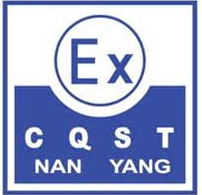 Ex
C Q S T
NAN YANG